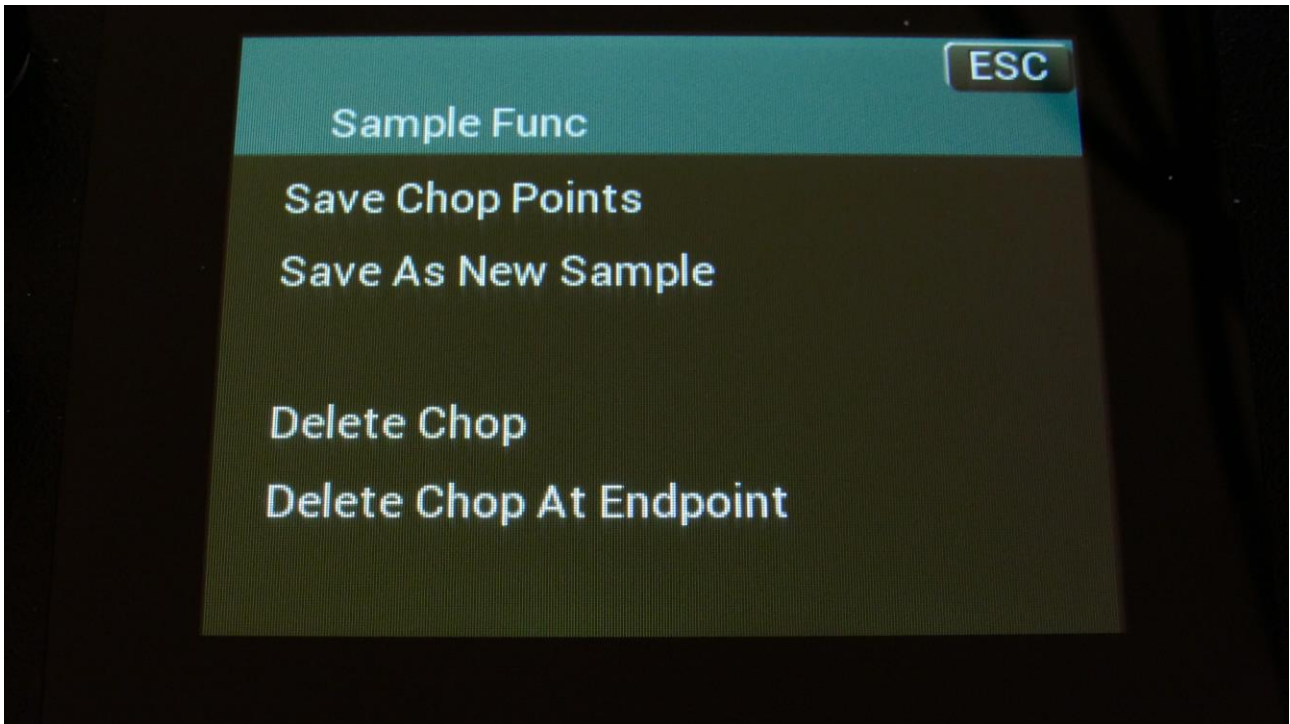 ESC
Sample Func
Save Chop Points
Save As New Sample
Delete Chop
Delete Chop At Endpoint